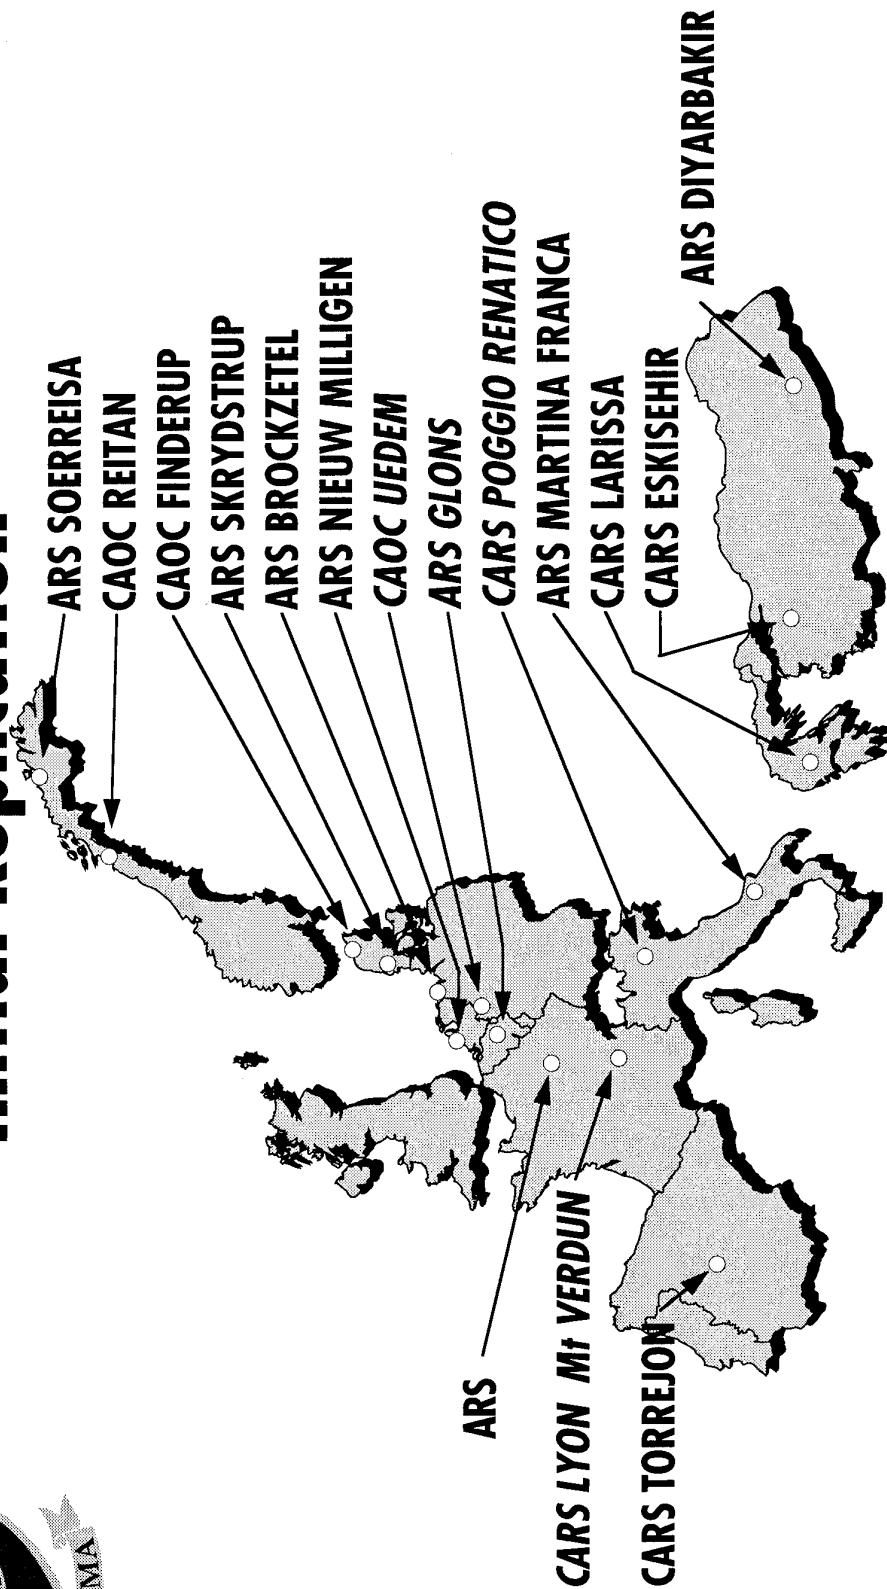 ARS SOERREISA
CAOC REITAN
CAOC FINDERUP
ARS SKRYDSTRUP
ARS BROCKZETEL
ARS NIEUW MILLIGEN
CAOC UEDEM
ARS GLONS
CARS POGGIO RENATICO
ARS MARTINA FRANCA
CARS LARISSA
CARS ESKISEHIR
ARS DIYARBAKIR
ARS
CARS LYON Mt VERDUN
CARS TORREJON
MA